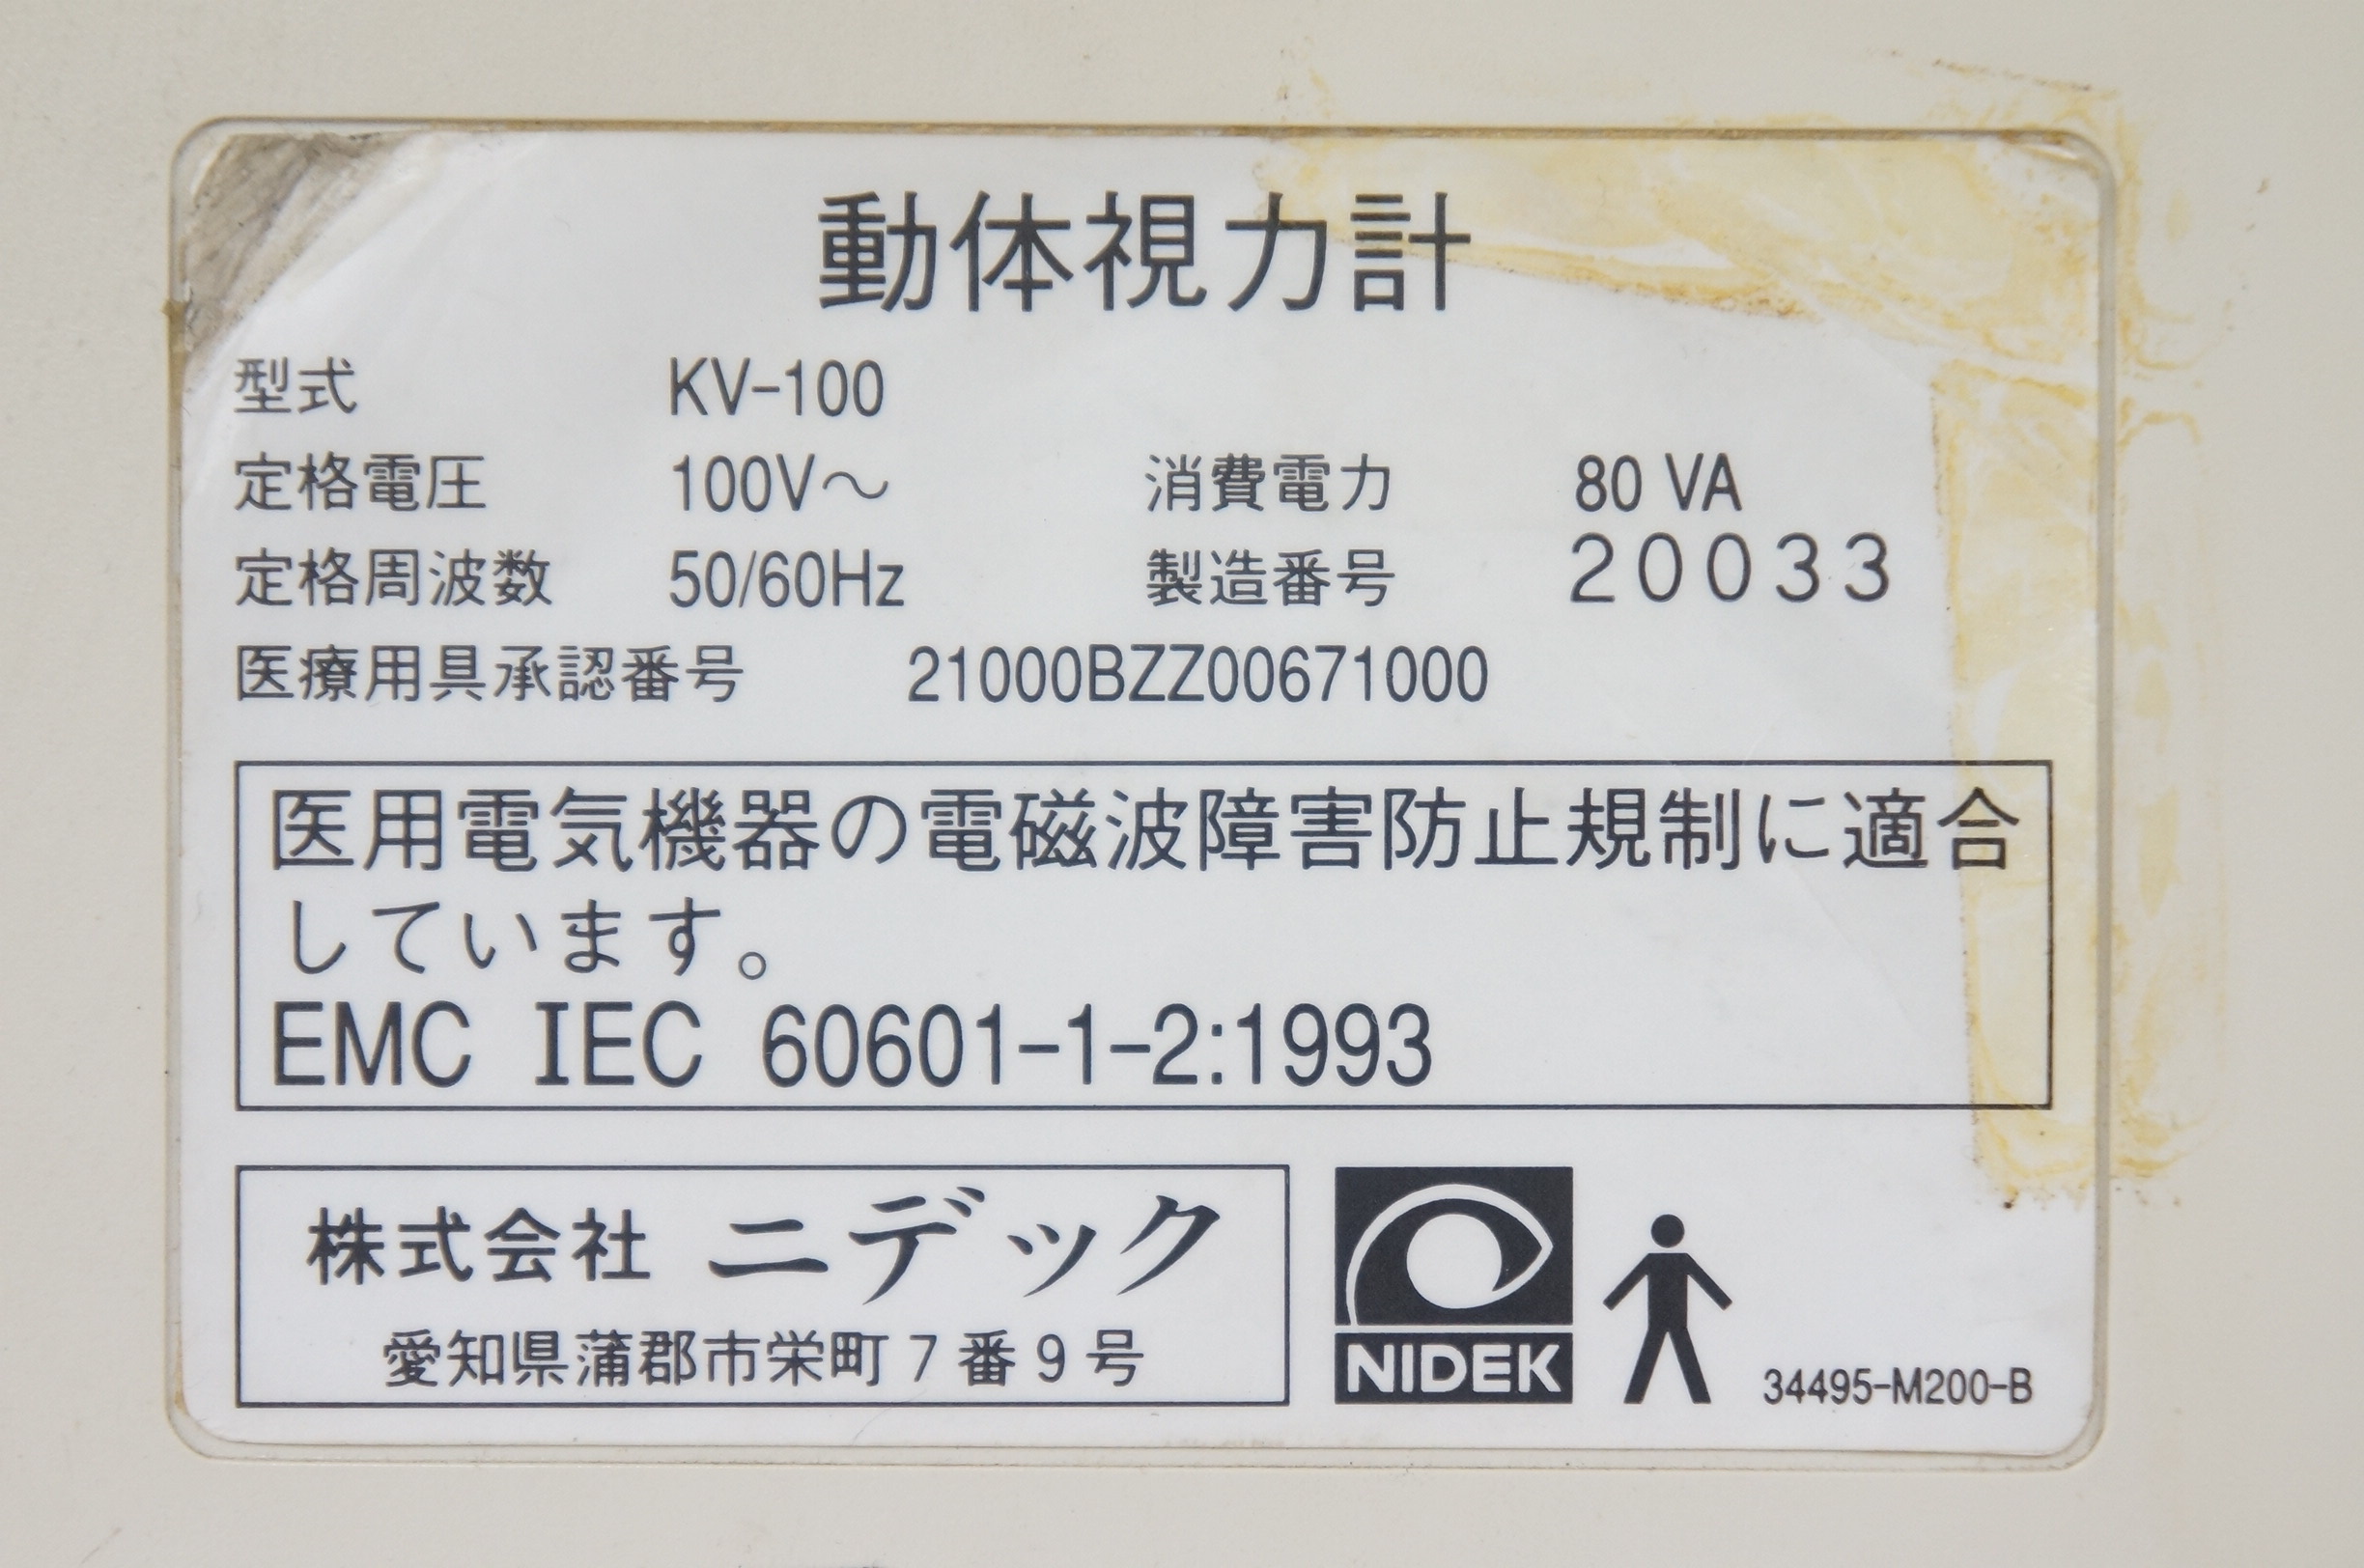 動体視力計
型式 KV-100
定格電圧 100V～ 消費電力 80 VA
定格周波数 50/60Hz 製造番号 20033
医療用具承認番号 21000BZZ00671000
医用電気機器の電磁波障害防止規制に適合
しています。
EMC IEC 60601-1-2:1993
株式会社 ニデック
愛知県蒲郡市栄町7番9号
NIDEK
34495-M200-B